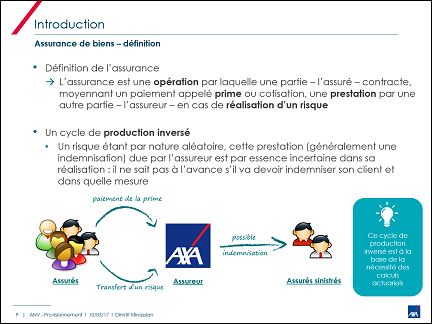 Introduction
Assurance de biens – définition
• Définition de l'assurance
→ L'assurance est une opération par laquelle une partie – l'assuré – contracte,
moyennant un paiement appelé prime ou cotisation, une prestation par une
autre partie – l'assureur – en cas de réalisation d'un risque
• Un cycle de production inversé
• Un risque étant par nature aléatoire, cette prestation (généralement une
indemnisation) due par l'assureur est par essence incertaine dans sa
réalisation : il ne sait pas à l'avance s'il va devoir indemniser son client et
dans quelle mesure
paiement de la prime
Transfert d'un risque
Assurés
AXA
Assureur
possible
indemnisation
Assurés sinistrés
Ce cycle de
production
inversé est à la
base de la
nécessité des
calculs
actuariels
9 | ANV - Provisionnement I 10/03/17 I Dimitri Minassian
AXA